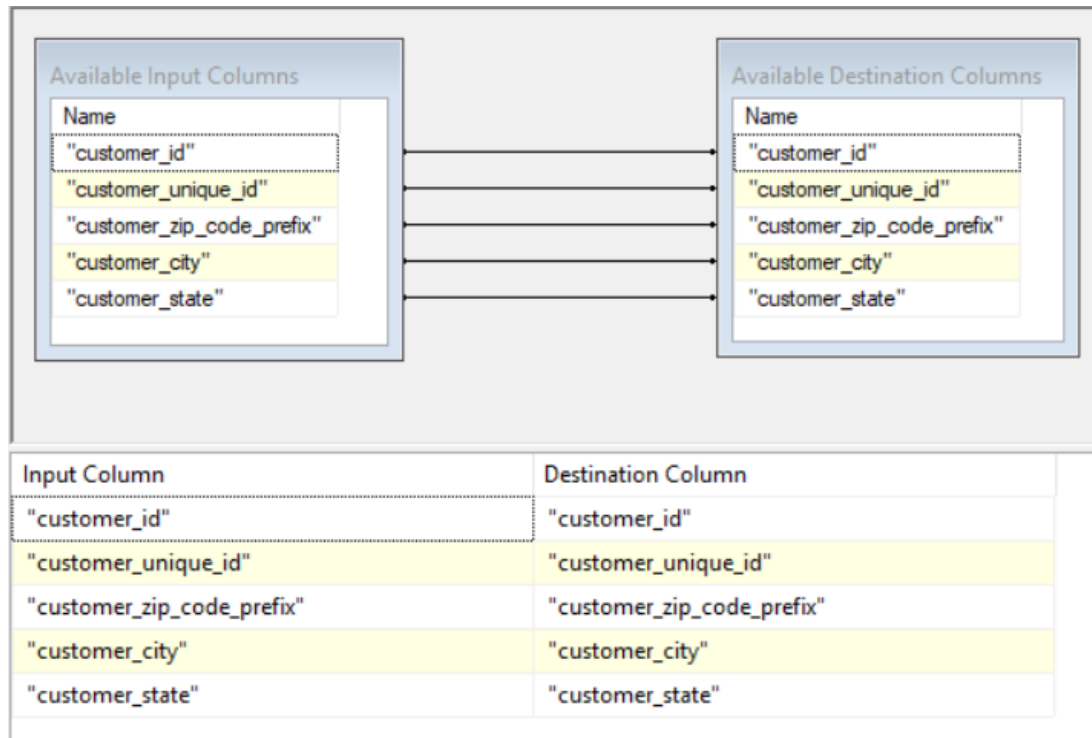 Available Input Columns
Name
"customer_id"
"customer_unique_id"
"customer_zip_code_prefix"
"customer_city"
"customer_state"
Available Destination Columns
Name
"customer_id"
"customer_unique_id"
"customer_zip_code_prefix"
"customer_city"
"customer_state"
Input Column Destination Column
"customer_id" "customer_id"
"customer_unique_id" "customer_unique_id"
"customer_zip_code_prefix" "customer_zip_code_prefix"
"customer_city" "customer_city"
"customer_state" "customer_state"